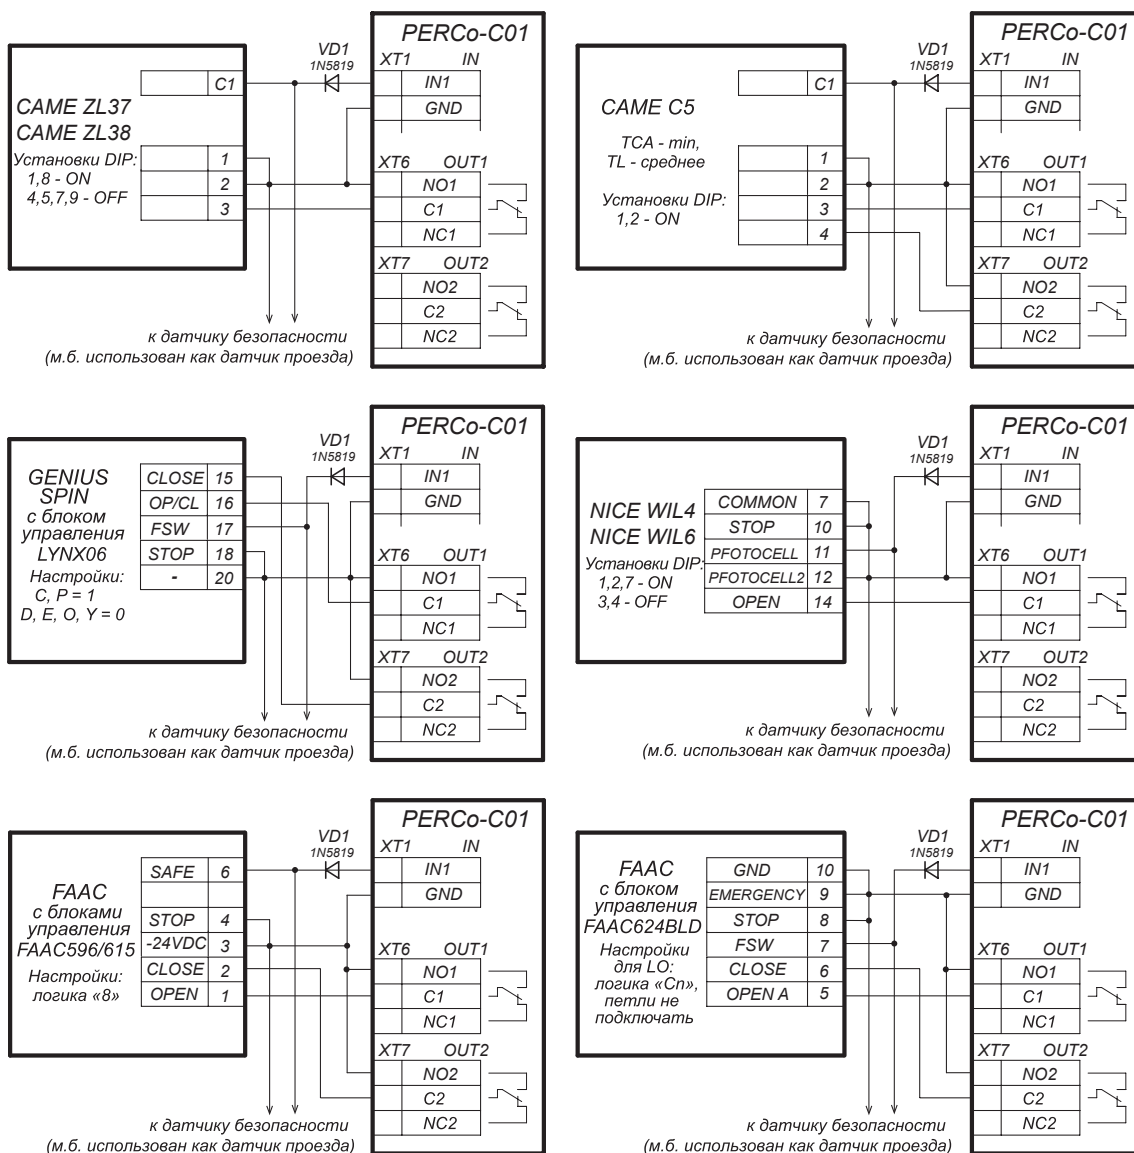 PERCo-C01
VD1
1N5819
XT1 IN
IN1
GND
C1
CAME ZL37
CAME ZL38
Установки DIP:
1,8 - ON
4,5,7,9 - OFF
1
2
3
XT6 OUT1
NO1
C1
NC1
XT7 OUT2
NO2
C2
NC2
к датчику безопасности
(м.б. использован как датчик проезда)
PERCo-C01
VD1
1N5819
XT1 IN
IN1
GND
C1
CAME C5
TCA - min,
TL - среднее
Установки DIP:
1,2 - ON
1
2
3
4
XT6 OUT1
NO1
C1
NC1
XT7 OUT2
NO2
C2
NC2
к датчику безопасности
(м.б. использован как датчик проезда)
PERCo-C01
VD1
1N5819
XT1 IN
IN1
GND
GENIUS
SPIN
с блоком
управления
LYNX06
Настройки:
C, P = 1
D, E, O, Y = 0
CLOSE 15
OP/CL 16
FSW 17
STOP 18
- 20
XT6 OUT1
NO1
C1
NC1
XT7 OUT2
NO2
C2
NC2
к датчику безопасности
(м.б. использован как датчик проезда)
PERCo-C01
VD1
1N5819
XT1 IN
IN1
GND
NICE WIL4
NICE WIL6
Установки DIP:
1,2,7 - ON
3,4 - OFF
COMMON 7
STOP 10
PFOTOCELL 11
PFOTOCELL2 12
OPEN 14
XT6 OUT1
NO1
C1
NC1
XT7 OUT2
NO2
C2
NC2
к датчику безопасности
(м.б. использован как датчик проезда)
PERCo-C01
VD1
1N5819
XT1 IN
IN1
GND
FAAC
с блоками
управления
FAAC596/615
Настройки:
логика «8»
SAFE 6
STOP 4
-24VDC 3
CLOSE 2
OPEN 1
XT6 OUT1
NO1
C1
NC1
XT7 OUT2
NO2
C2
NC2
к датчику безопасности
(м.б. использован как датчик проезда)
PERCo-C01
VD1
1N5819
XT1 IN
IN1
GND
FAAC
с блоком
управления
FAAC624BLD
Настройки
для LO:
логика «Cn»,
петли не
подключать
GND 10
EMERGENCY 9
STOP 8
FSW 7
CLOSE 6
OPEN A 5
XT6 OUT1
NO1
C1
NC1
XT7 OUT2
NO2
C2
NC2
к датчику безопасности
(м.б. использован как датчик проезда)